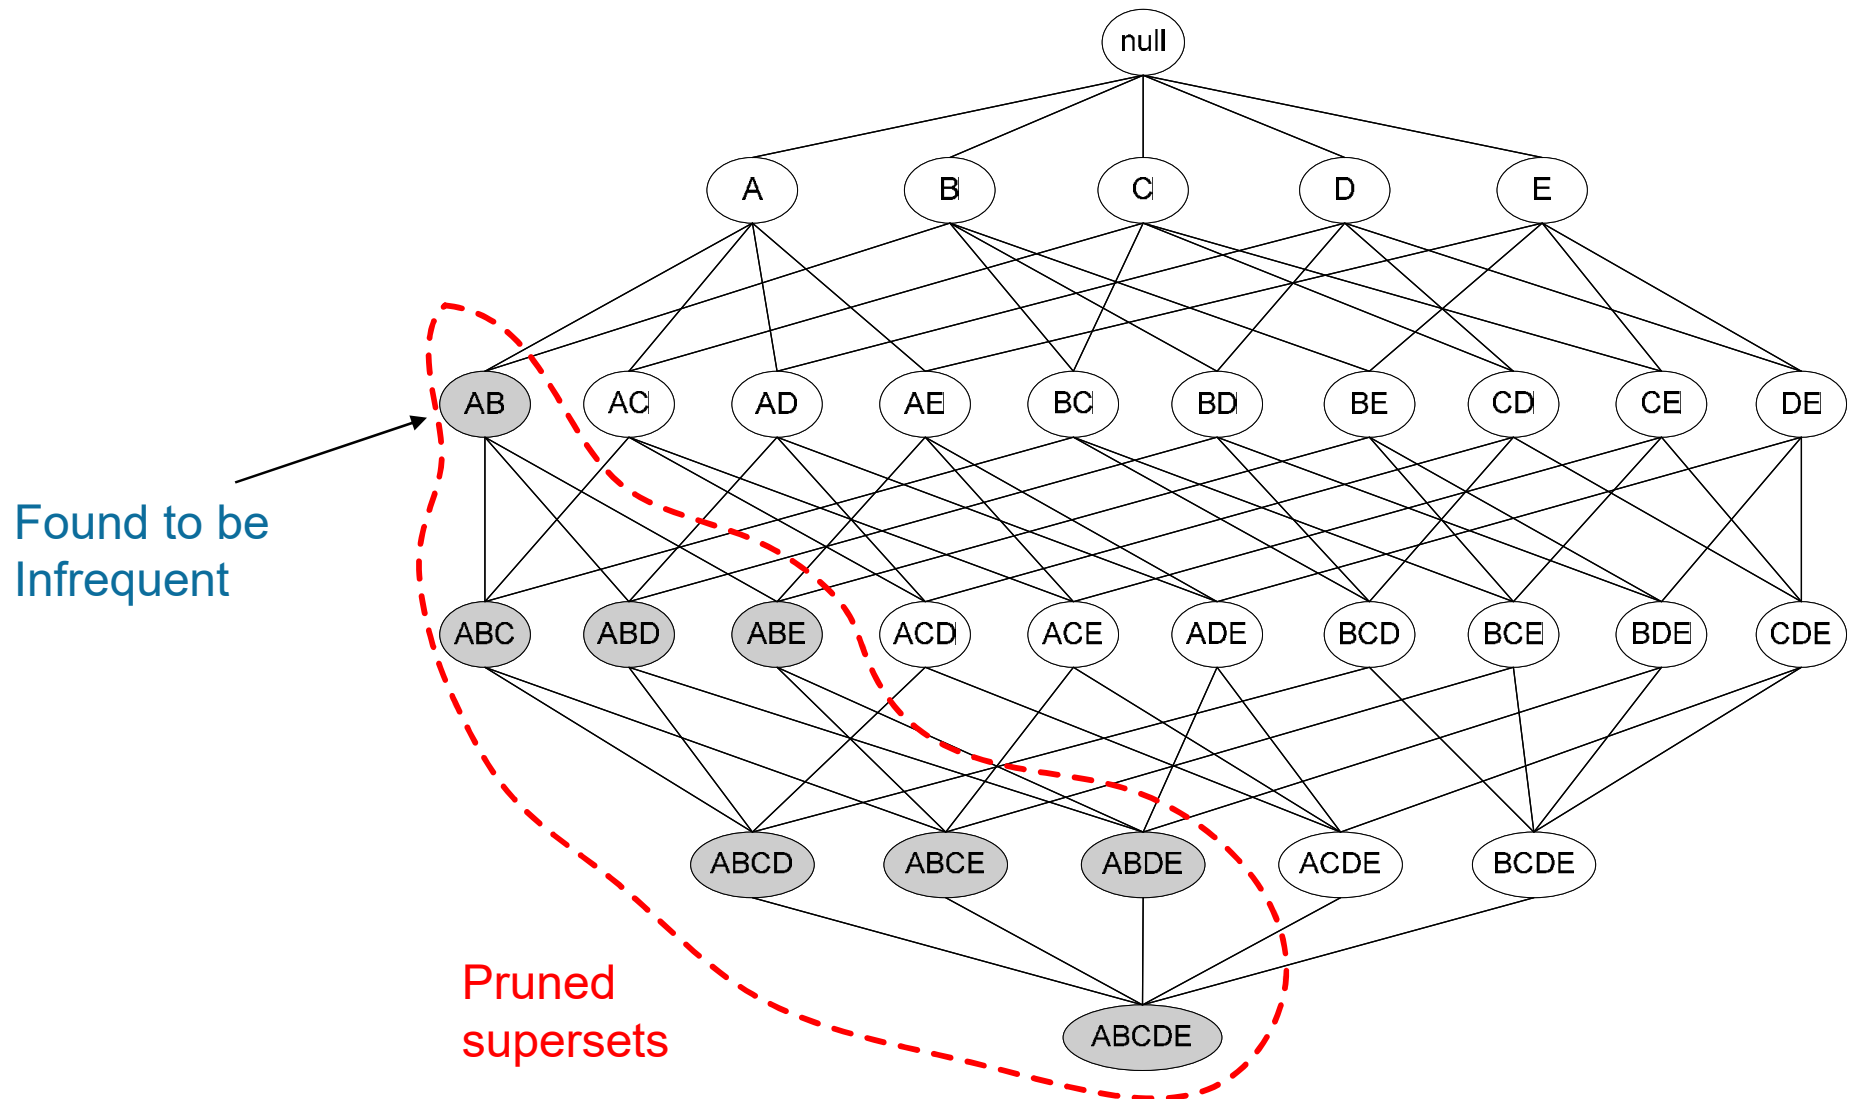 null
A B C D E
AB AC AD AE BC BD BE CD CE DE
Found to be
Infrequent
ABC ABD ABE ACD ACE ADE BCD BCE BDE CDE
ABCD ABCE ABDE ACDE BCDE
Pruned
supersets
ABCDE